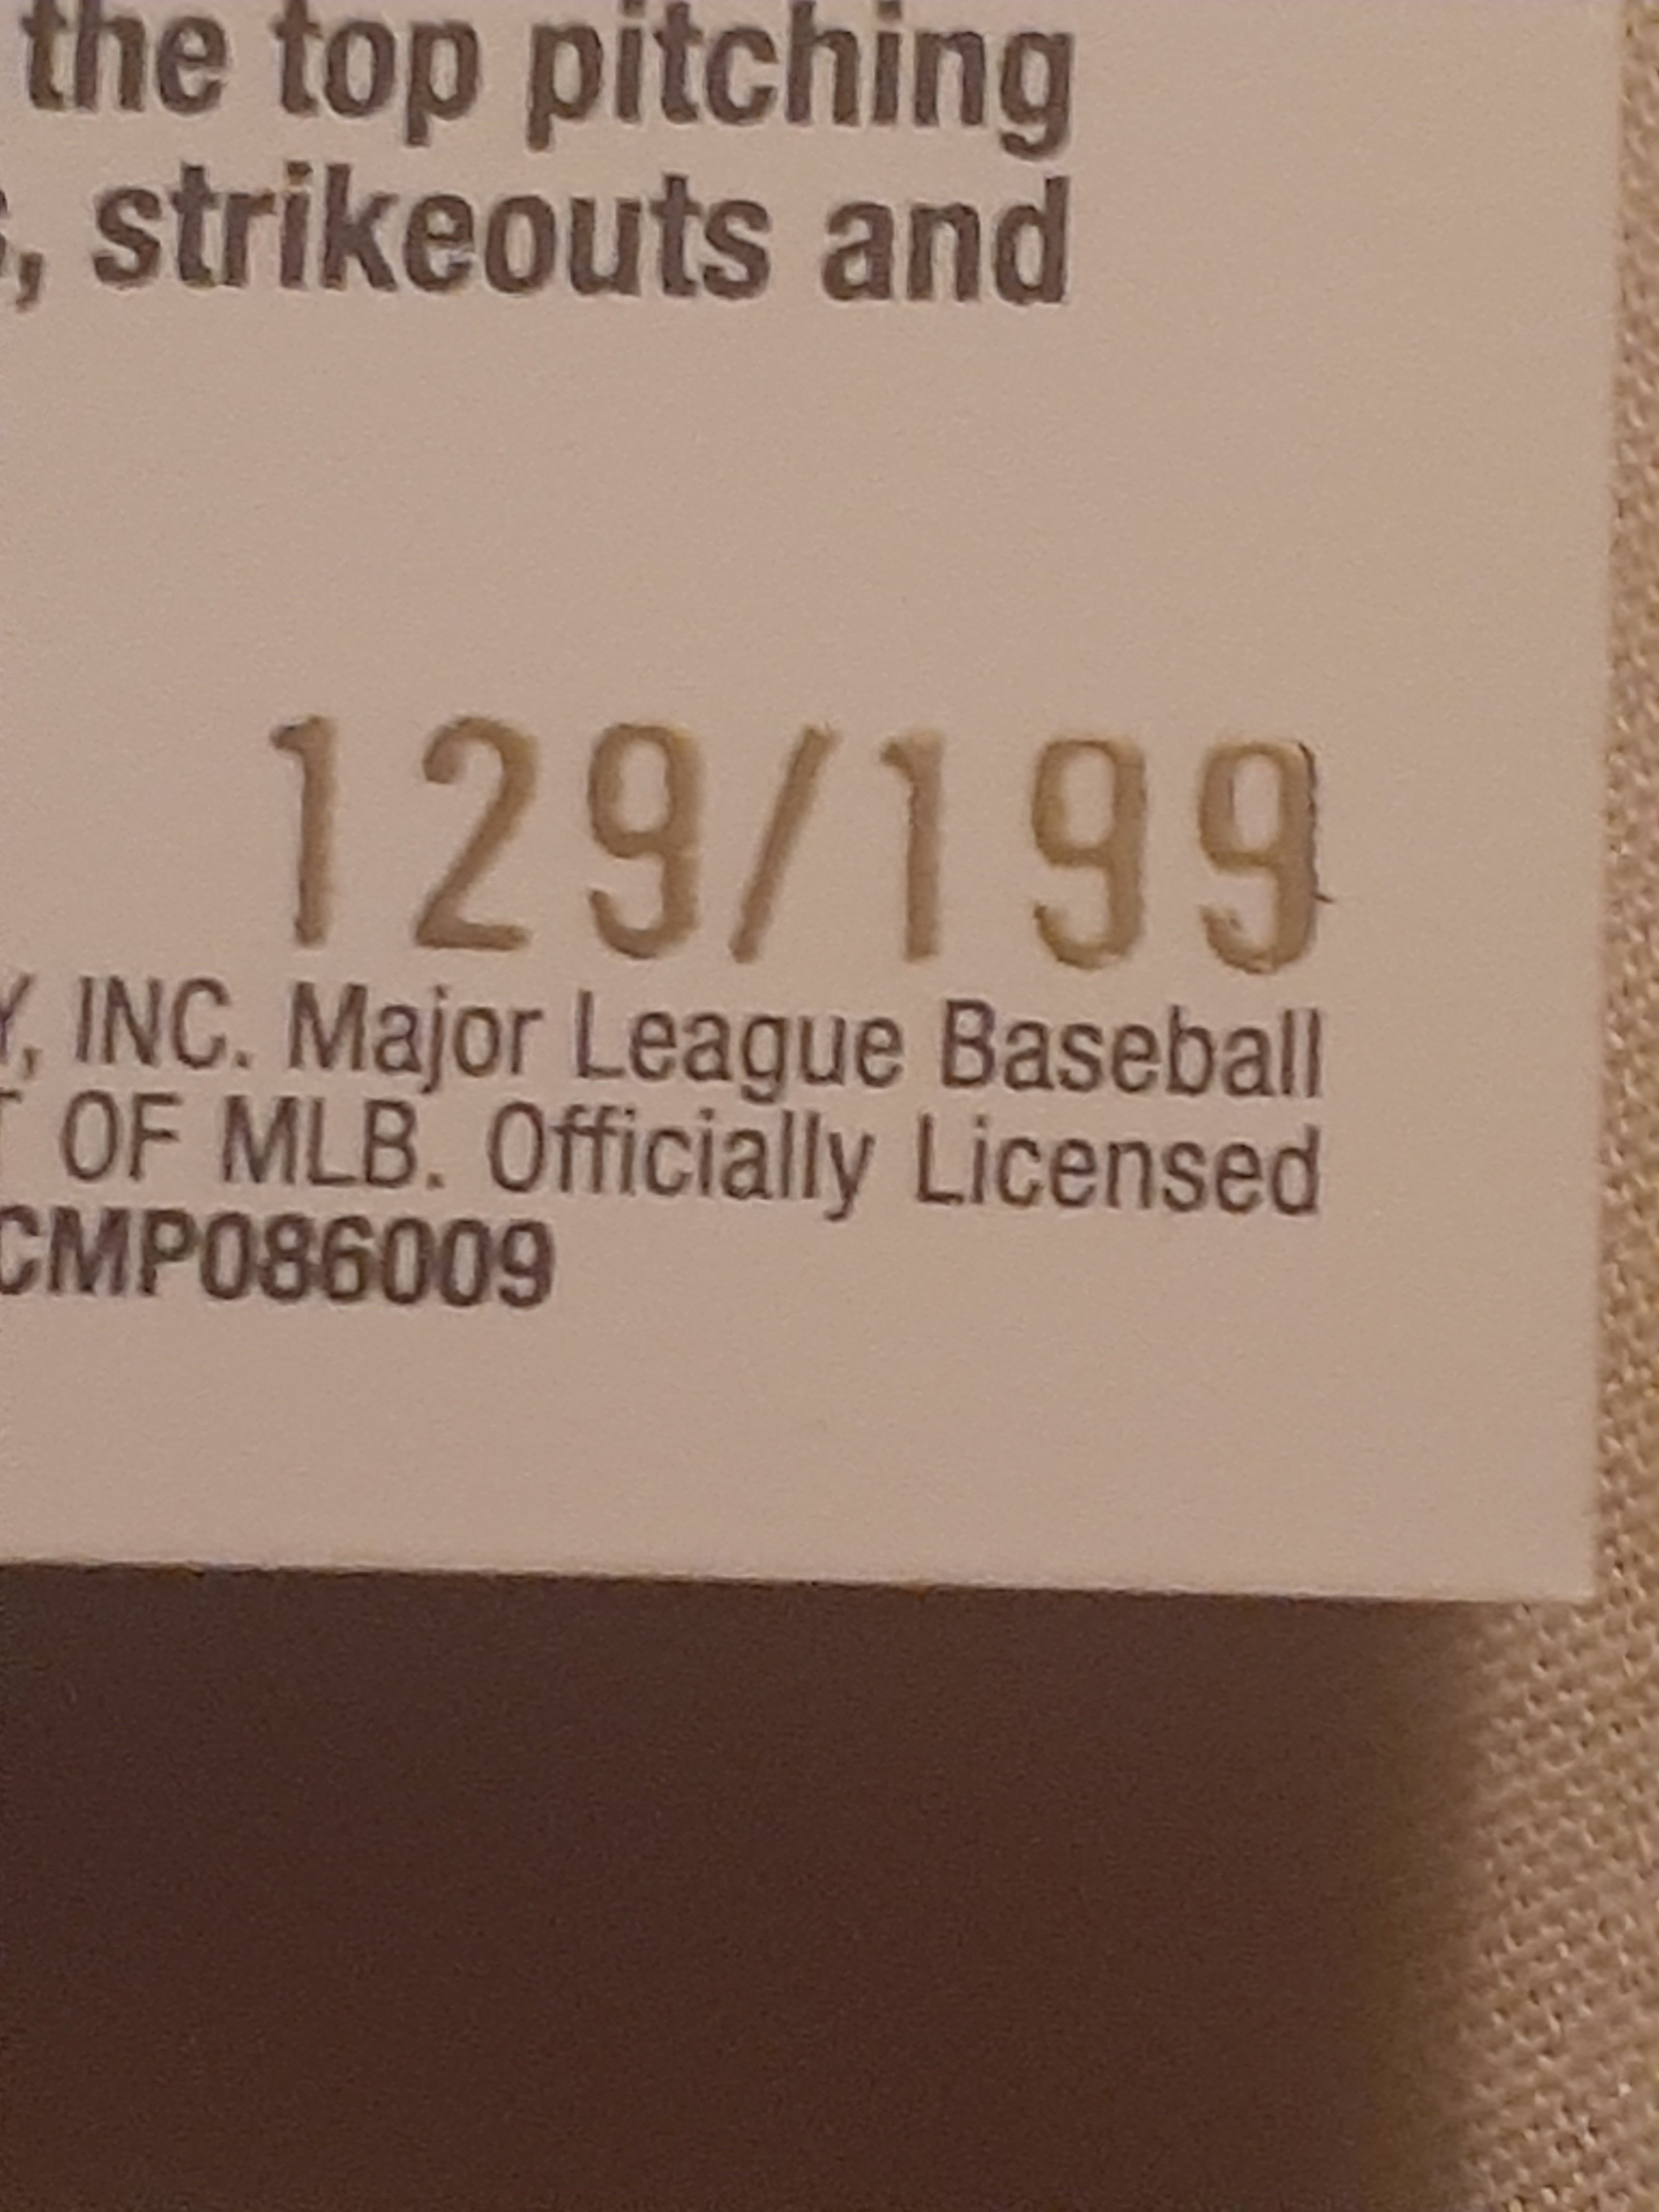 the top pitching
, strikeouts and
129/199
Y, INC. Major League Baseball
OF MLB. Officially Licensed
CMP086009